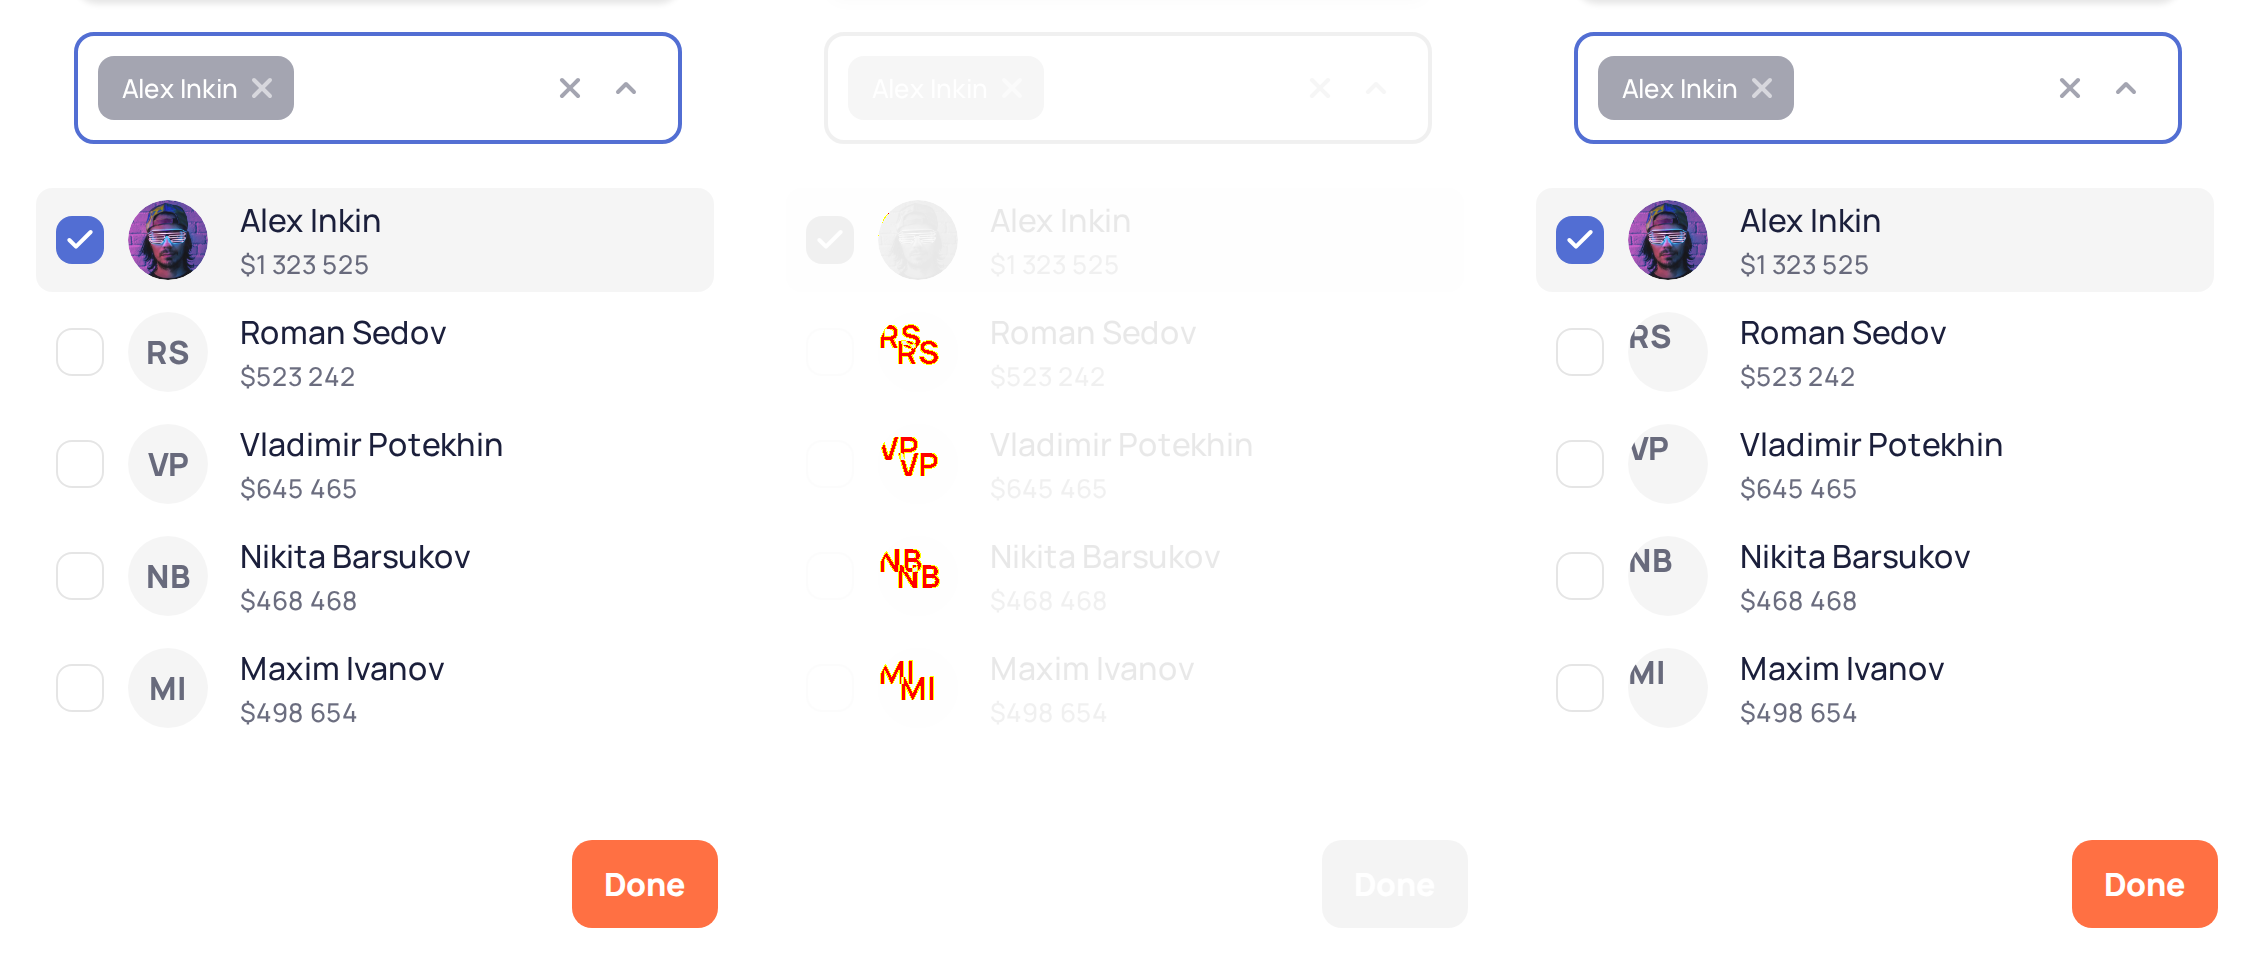 Alex Inkin
Alex Inkin
$1 323 525
RS
Roman Sedov
$523 242
VP
Vladimir Potekhin
$645 465
NB
Nikita Barsukov
$468 468
MI
Maxim Ivanov
$498 654
Done
Alex Inkin
Alex Inkin
$1 323 525
RS
RS
Roman Sedov
$523 242
VP
VP
Vladimir Potekhin
$645 465
NB
NB
Nikita Barsukov
$468 468
MI
MI
Maxim Ivanov
$498 654
Done
Alex Inkin
Alex Inkin
$1 323 525
RS
Roman Sedov
$523 242
VP
Vladimir Potekhin
$645 465
NB
Nikita Barsukov
$468 468
MI
Maxim Ivanov
$498 654
Done